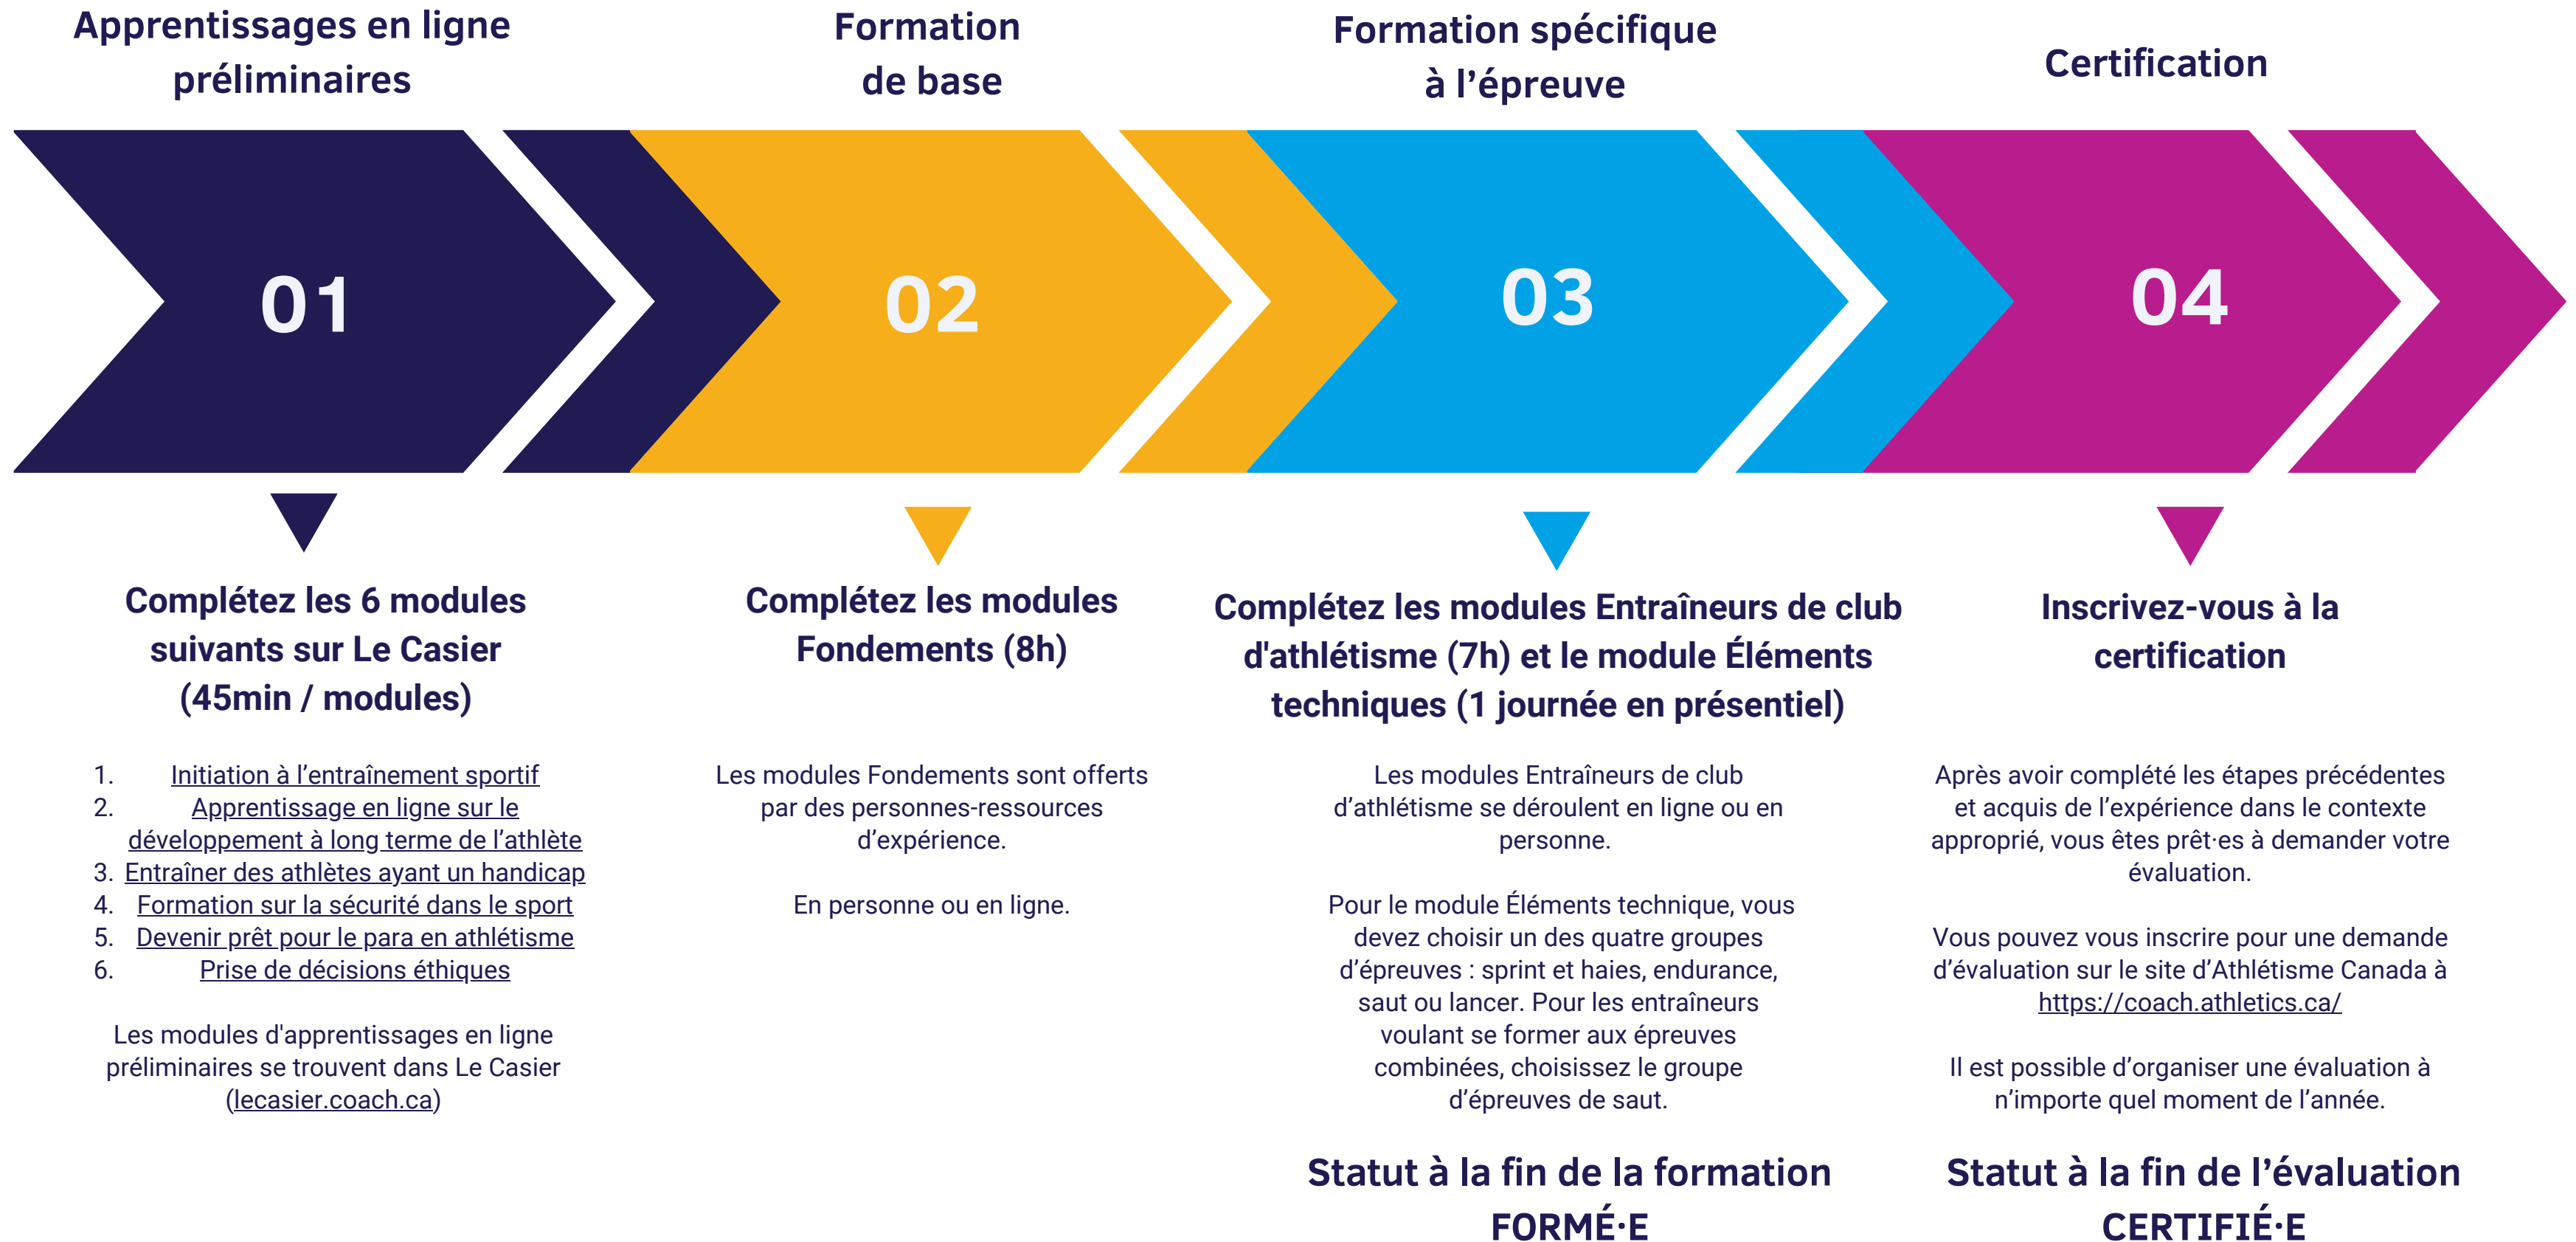 Apprentissages en ligne
préliminaires
Formation
de base
Formation spécifique
à l’épreuve
Certification
01
02
03
04
Complétez les 6 modules
suivants sur Le Casier
(45min / modules)
1. Initiation à l’entraînement sportif
2. Apprentissage en ligne sur le
développement à long terme de l’athlète
3. Entraîner des athlètes ayant un handicap
4. Formation sur la sécurité dans le sport
5. Devenir prêt pour le para en athlétisme
6. Prise de décisions éthiques
Les modules d'apprentissages en ligne
préliminaires se trouvent dans Le Casier
(lecasier.coach.ca)
Complétez les modules
Fondements (8h)
Les modules Fondements sont offerts
par des personnes-ressources
d’expérience.
En personne ou en ligne.
Complétez les modules Entraîneurs de club
d'athlétisme (7h) et le module Éléments
techniques (1 journée en présentiel)
Les modules Entraîneurs de club
d’athlétisme se déroulent en ligne ou en
personne.
Pour le module Éléments technique, vous
devez choisir un des quatre groupes
d’épreuves : sprint et haies, endurance,
saut ou lancer. Pour les entraîneurs
voulant se former aux épreuves
combinées, choisissez le groupe
d’épreuves de saut.
Statut à la fin de la formation
FORMÉ·E
Inscrivez-vous à la
certification
Après avoir complété les étapes précédentes
et acquis de l’expérience dans le contexte
approprié, vous êtes prêt·es à demander votre
évaluation.
Vous pouvez vous inscrire pour une demande
d’évaluation sur le site d’Athlétisme Canada à
https://coach.athletics.ca/
Il est possible d’organiser une évaluation à
n’importe quel moment de l’année.
Statut à la fin de l’évaluation
CERTIFIÉ·E